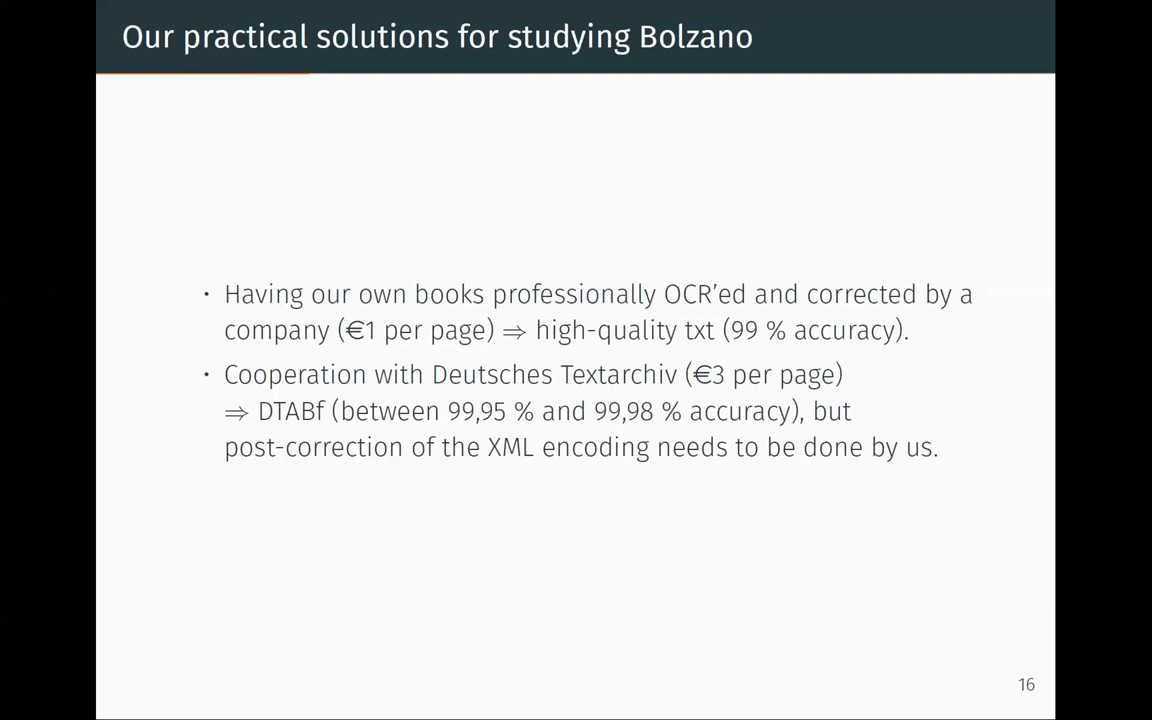 Our practical solutions for studying Bolzano
· Having our own books professionally OCR’ed and corrected by a
company (€1 per page) ⇒ high-quality txt (99 % accuracy).
· Cooperation with Deutsches Textarchiv (€3 per page)
⇒ DTABf (between 99,95 % and 99,98 % accuracy), but
post-correction of the XML encoding needs to be done by us.
16